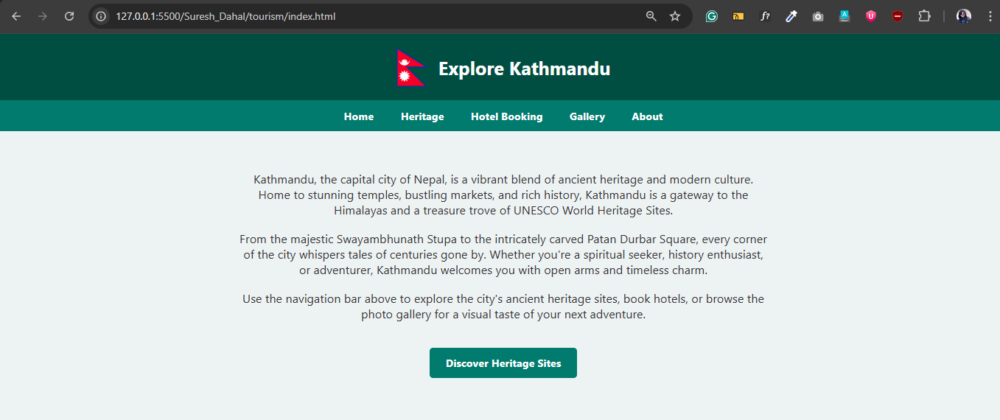 127.0.0.1:5500/Suresh_Dahal/tourism/index.html
Explore Kathmandu
Home Heritage Hotel Booking Gallery About
Kathmandu, the capital city of Nepal, is a vibrant blend of ancient heritage and modern culture.
Home to stunning temples, bustling markets, and rich history, Kathmandu is a gateway to the
Himalayas and a treasure trove of UNESCO World Heritage Sites.
From the majestic Swayambhunath Stupa to the intricately carved Patan Durbar Square, every corner
of the city whispers tales of centuries gone by. Whether you're a spiritual seeker, history enthusiast,
or adventurer, Kathmandu welcomes you with open arms and timeless charm.
Use the navigation bar above to explore the city's ancient heritage sites, book hotels, or browse the
photo gallery for a visual taste of your next adventure.
Discover Heritage Sites